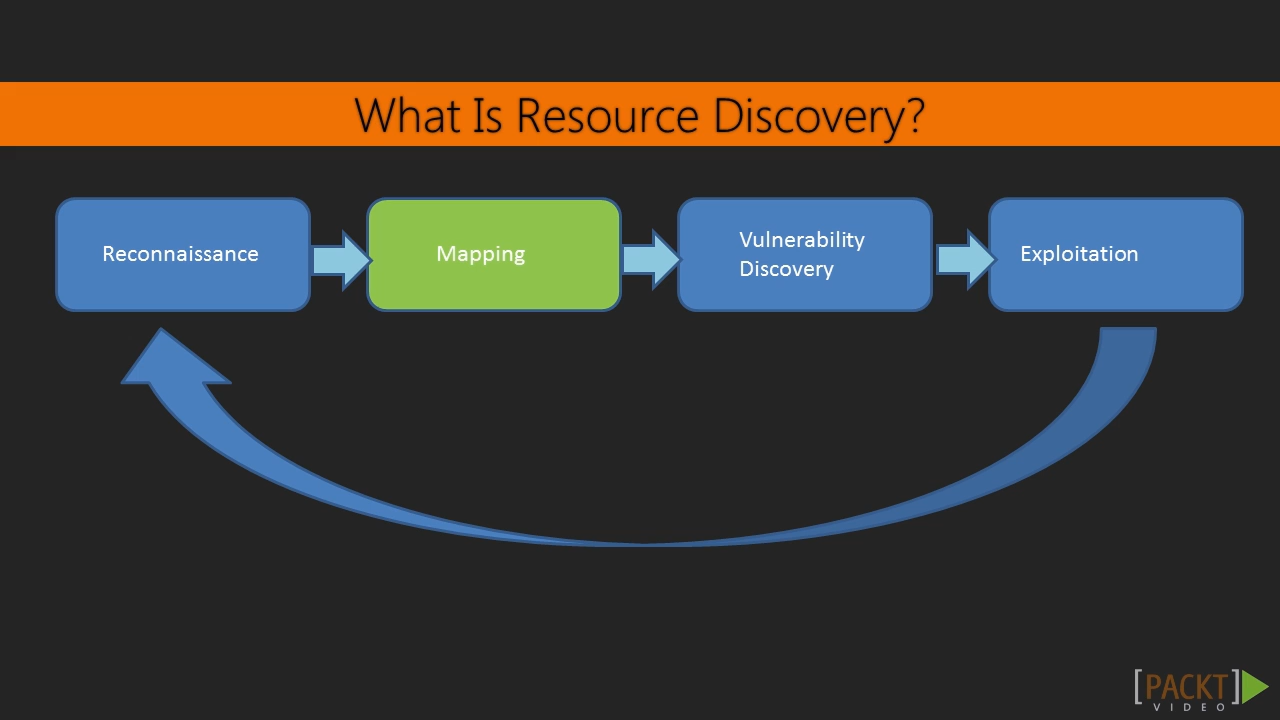 What Is Resource Discovery?
Reconnaissance
Mapping
Vulnerability
Discovery
Exploitation
[PACKT]
VIDEO